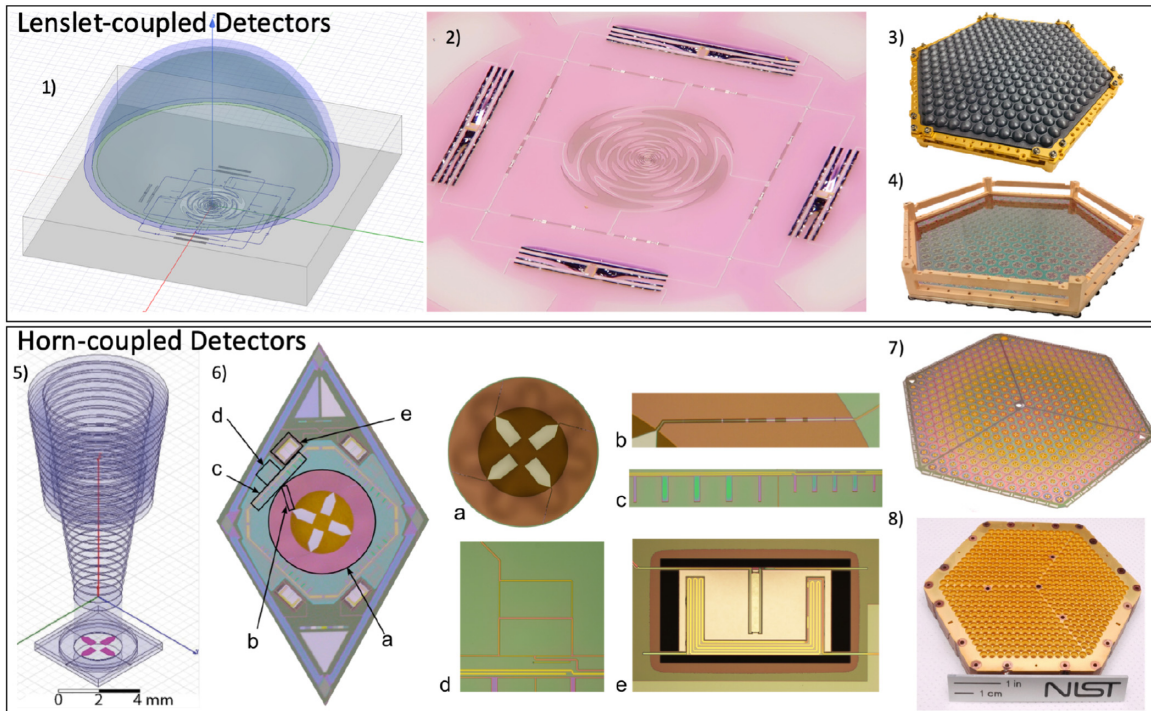 Lenslet-coupled Detectors
1)
2)
3)
4)
Horn-coupled Detectors
5)
6)
7)
8)
d
c
e
b
a
a
b
c
d
e
0 2 4 mm
1 in
1 cm
NIST